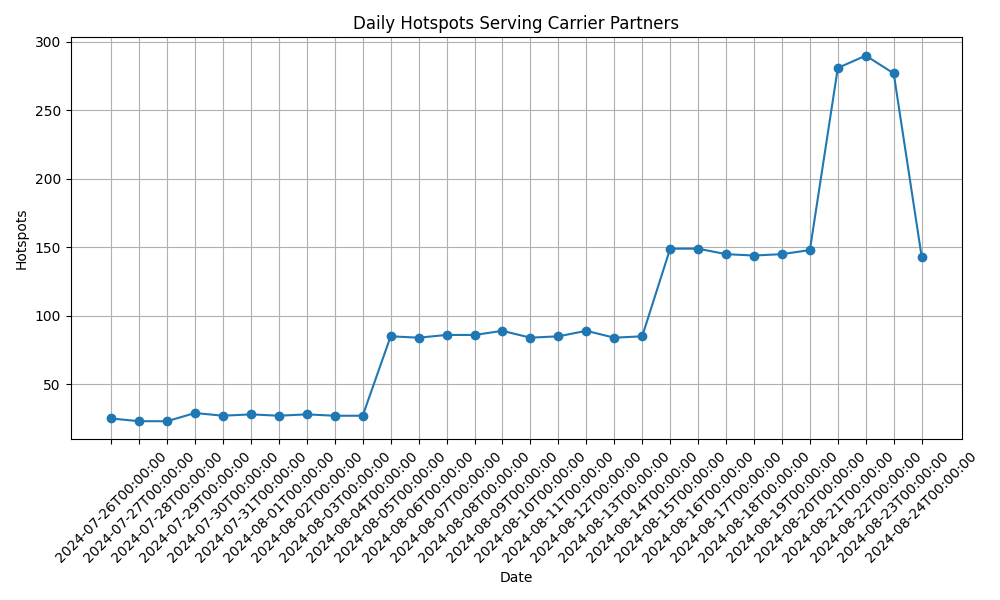 Daily Hotspots Serving Carrier Partners
300
250
200
150
100
50
Hotspots
2024-07-26T00:00:00
2024-07-27T00:00:00
2024-07-28T00:00:00
2024-07-29T00:00:00
2024-07-30T00:00:00
2024-07-31T00:00:00
2024-08-01T00:00:00
2024-08-02T00:00:00
2024-08-03T00:00:00
2024-08-04T00:00:00
2024-08-05T00:00:00
2024-08-06T00:00:00
2024-08-07T00:00:00
2024-08-08T00:00:00
2024-08-09T00:00:00
2024-08-10T00:00:00
2024-08-11T00:00:00
2024-08-12T00:00:00
2024-08-13T00:00:00
2024-08-14T00:00:00
2024-08-15T00:00:00
2024-08-16T00:00:00
2024-08-17T00:00:00
2024-08-18T00:00:00
2024-08-19T00:00:00
2024-08-20T00:00:00
2024-08-21T00:00:00
2024-08-22T00:00:00
2024-08-23T00:00:00
2024-08-24T00:00:00
Date